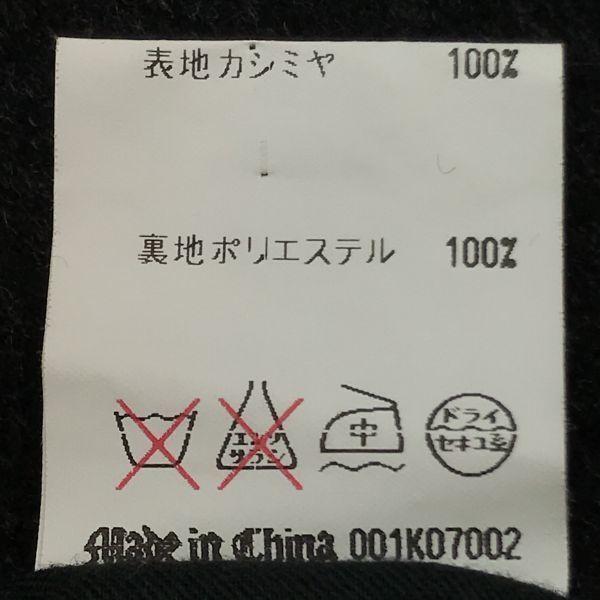 表地カシミヤ 100%
裏地ポリエステル 100%
エンソ サラシ 中 ドライ
セキユ系
Made in China 001K07002